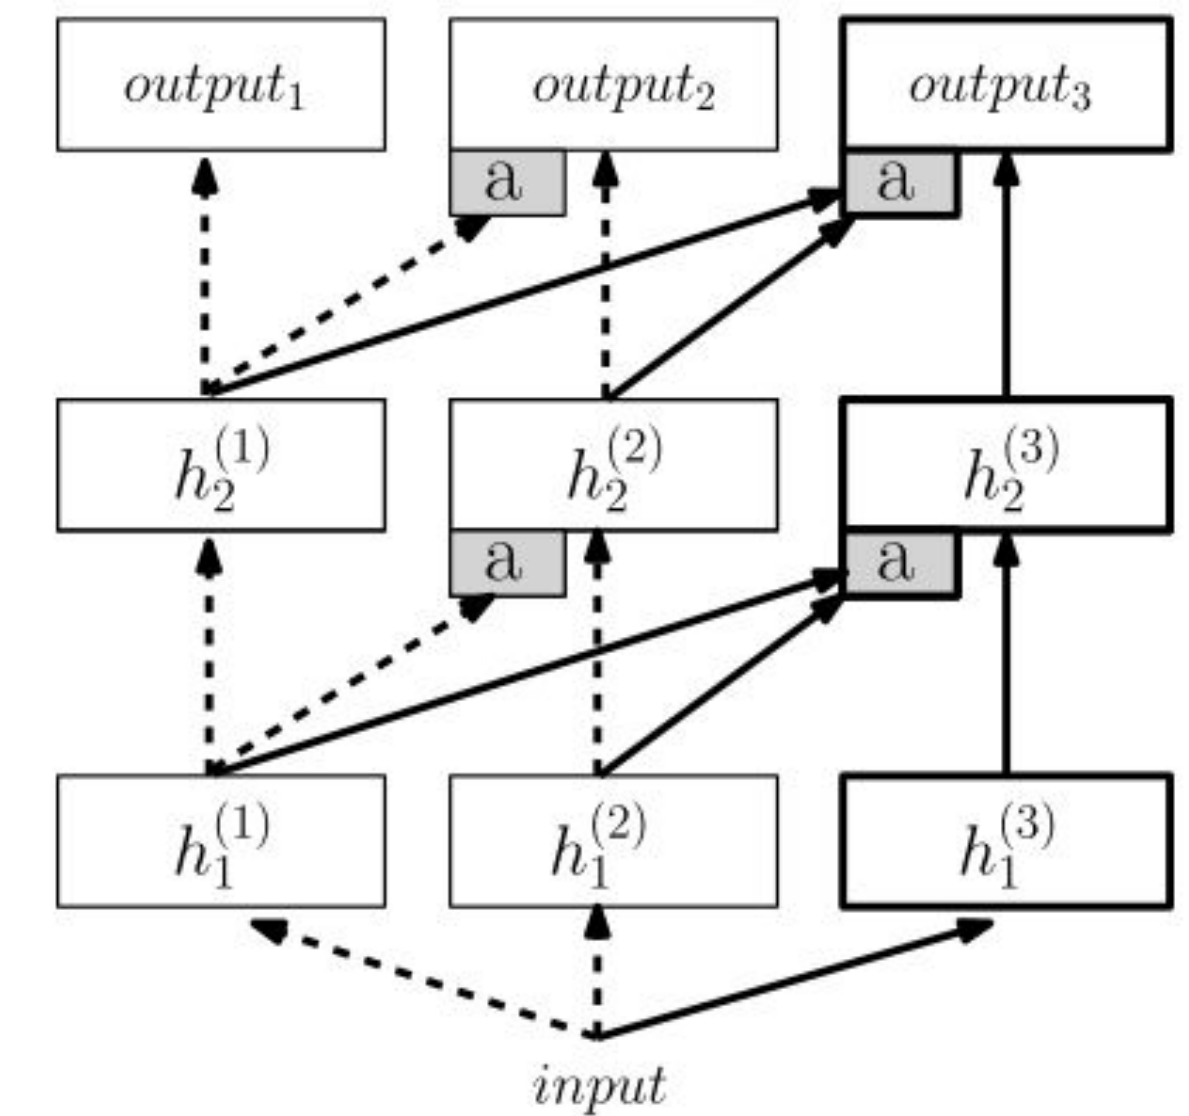 output₁ output₂ output₃
a a
h₂⁽¹⁾ h₂⁽²⁾ h₂⁽³⁾
a a
h₁⁽¹⁾ h₁⁽²⁾ h₁⁽³⁾
input